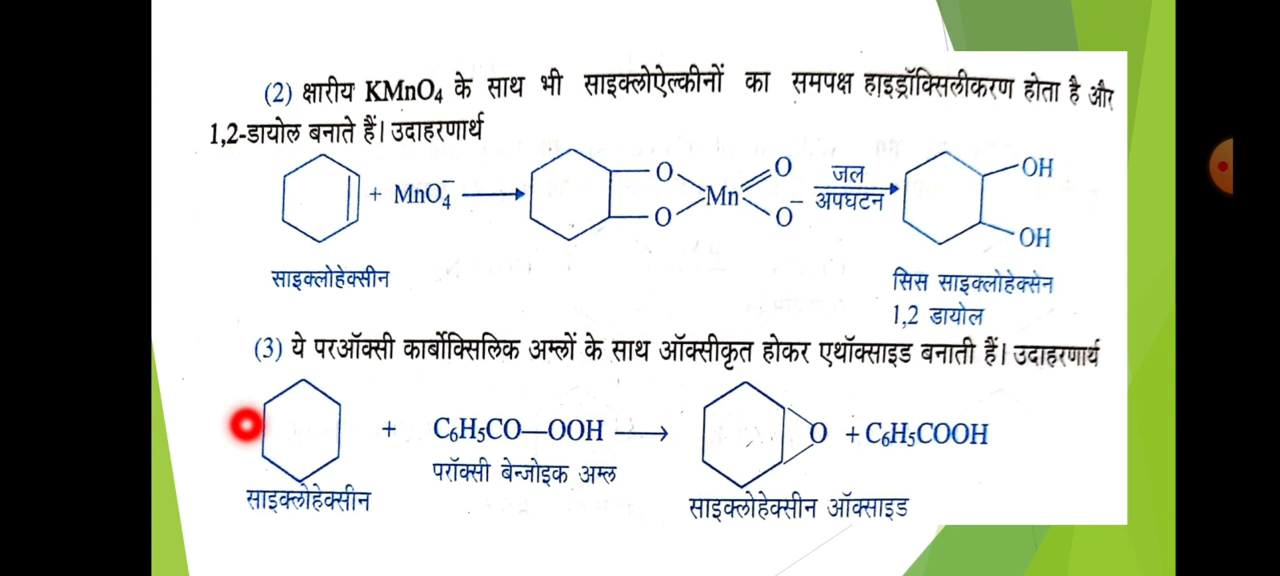 (2) क्षारीय KMnO₄ के साथ भी साइक्लोऐल्कीनों का समपक्ष हाइड्रॉक्सिलीकरण होता है और
1,2-डायोल बनाते हैं। उदाहरणार्थ
+ MnO₄⁻ ⟶ O O Mn O O⁻ जल अपघटन OH OH
साइक्लोहेक्सीन सिस साइक्लोहेक्सेन
1,2 डायोल
(3) ये परऑक्सी कार्बोक्सिलिक अम्लों के साथ ऑक्सीकृत होकर एथॉक्साइड बनाती हैं। उदाहरणार्थ
+ C₆H₅CO—OOH ⟶ O + C₆H₅COOH
परॉक्सी बेन्जोइक अम्ल
साइक्लोहेक्सीन साइक्लोहेक्सीन ऑक्साइड